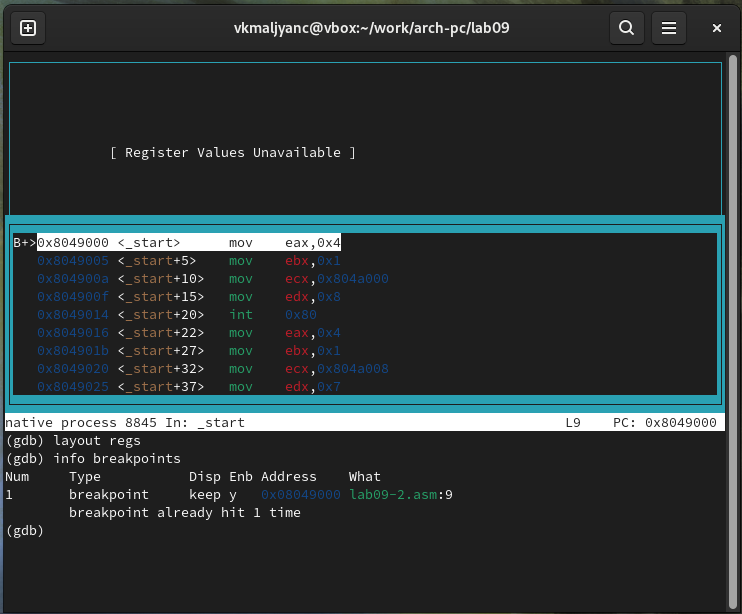 vkmaljyanc@vbox:~/work/arch-pc/lab09
[ Register Values Unavailable ]
B+>0x8049000 <_start>      mov    eax,0x4
0x8049005 <_start+5>    mov    ebx,0x1
0x804900a <_start+10>   mov    ecx,0x804a000
0x804900f <_start+15>   mov    edx,0x8
0x8049014 <_start+20>   int    0x80
0x8049016 <_start+22>   mov    eax,0x4
0x804901b <_start+27>   mov    ebx,0x1
0x8049020 <_start+32>   mov    ecx,0x804a008
0x8049025 <_start+37>   mov    edx,0x7
native process 8845 In: _start                                        L9    PC: 0x8049000
(gdb) layout regs
(gdb) info breakpoints
Num     Type           Disp Enb Address    What
1       breakpoint     keep y   0x08049000 lab09-2.asm:9
breakpoint already hit 1 time
(gdb)